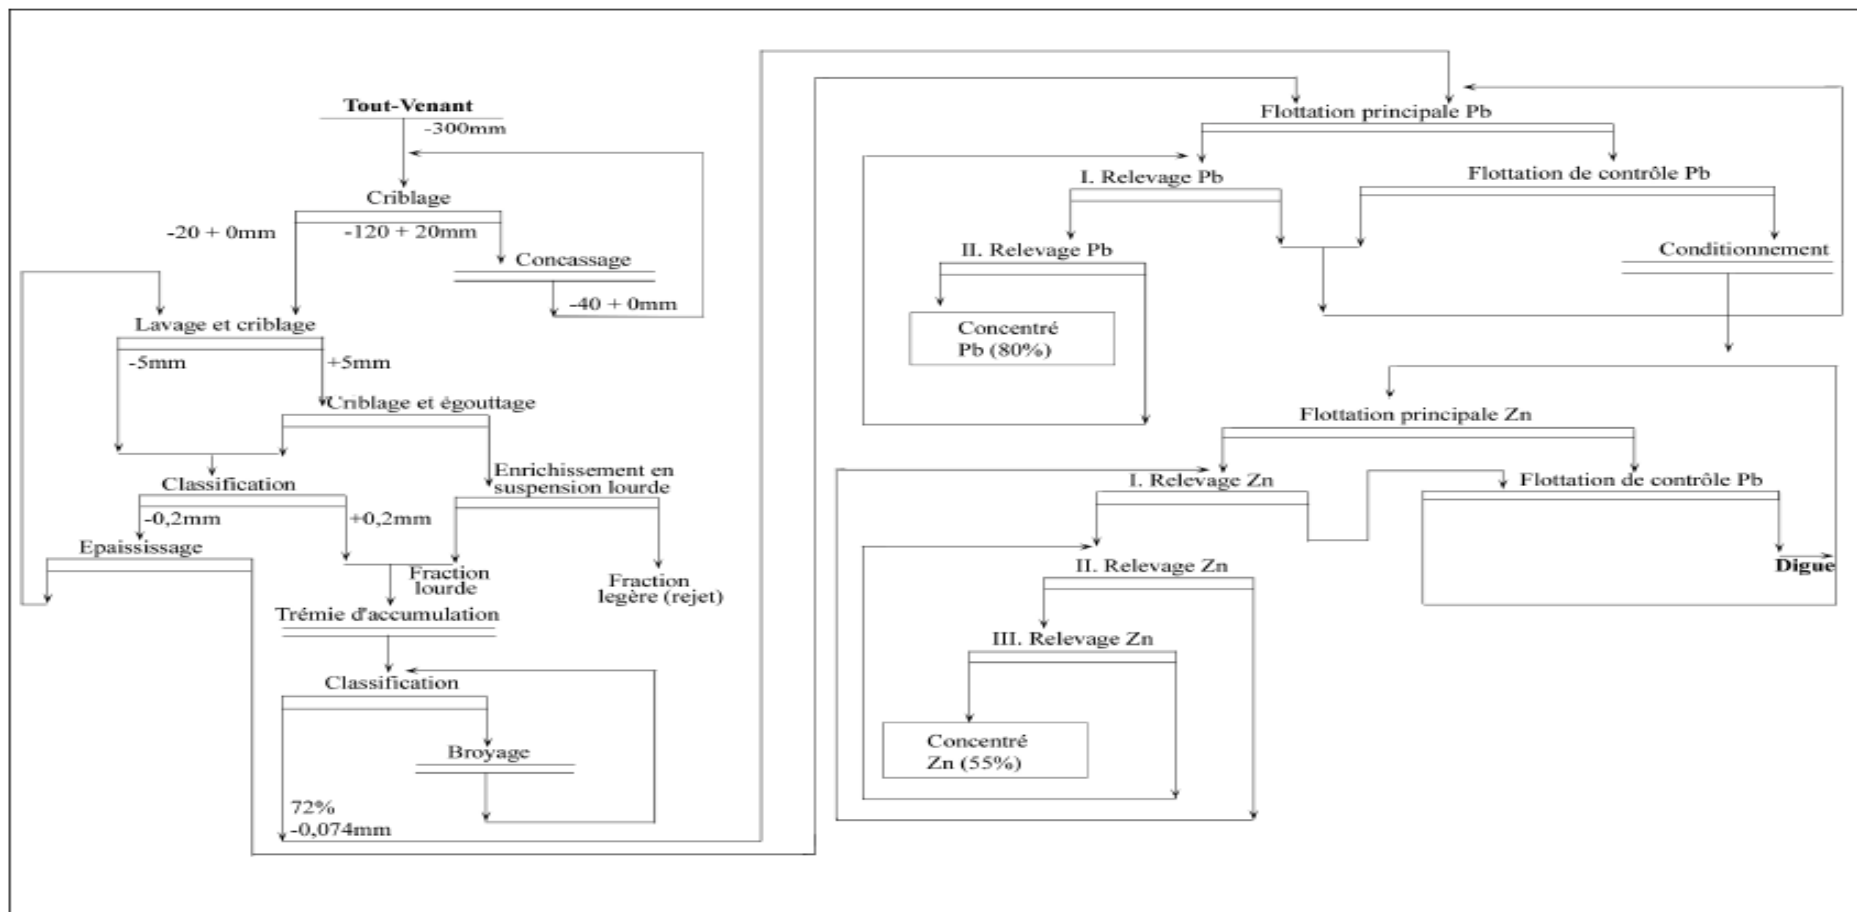 Tout-Venant
-300mm
Criblage
-20 + 0mm
-120 + 20mm
Concassage
-40 + 0mm
Lavage et criblage
-5mm
+5mm
Criblage et égouttage
Enrichissement en
suspension lourde
Classification
-0,2mm
+0,2mm
Epaississage
Fraction
lourde
Fraction
legère (rejet)
Trémie d'accumulation
Classification
Broyage
72%
-0,074mm
Flottation principale Pb
I. Relevage Pb
Flottation de contrôle Pb
II. Relevage Pb
Conditionnement
Concentré
Pb (80%)
Flottation principale Zn
I. Relevage Zn
Flottation de contrôle Pb
II. Relevage Zn
Digue
III. Relevage Zn
Concentré
Zn (55%)